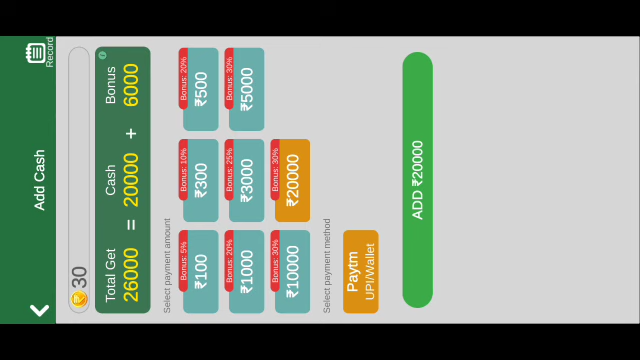 Add Cash
Record
30
Total Get Cash Bonus
26000 = 20000 + 6000
Select payment amount
Bonus: 5% Bonus: 10% Bonus: 20%
₹100 ₹300 ₹500
Bonus: 20% Bonus: 25% Bonus: 30%
₹1000 ₹3000 ₹5000
Bonus: 30% Bonus: 30%
₹10000 ₹20000
Select payment method
Paytm
UPI/Wallet
ADD ₹20000